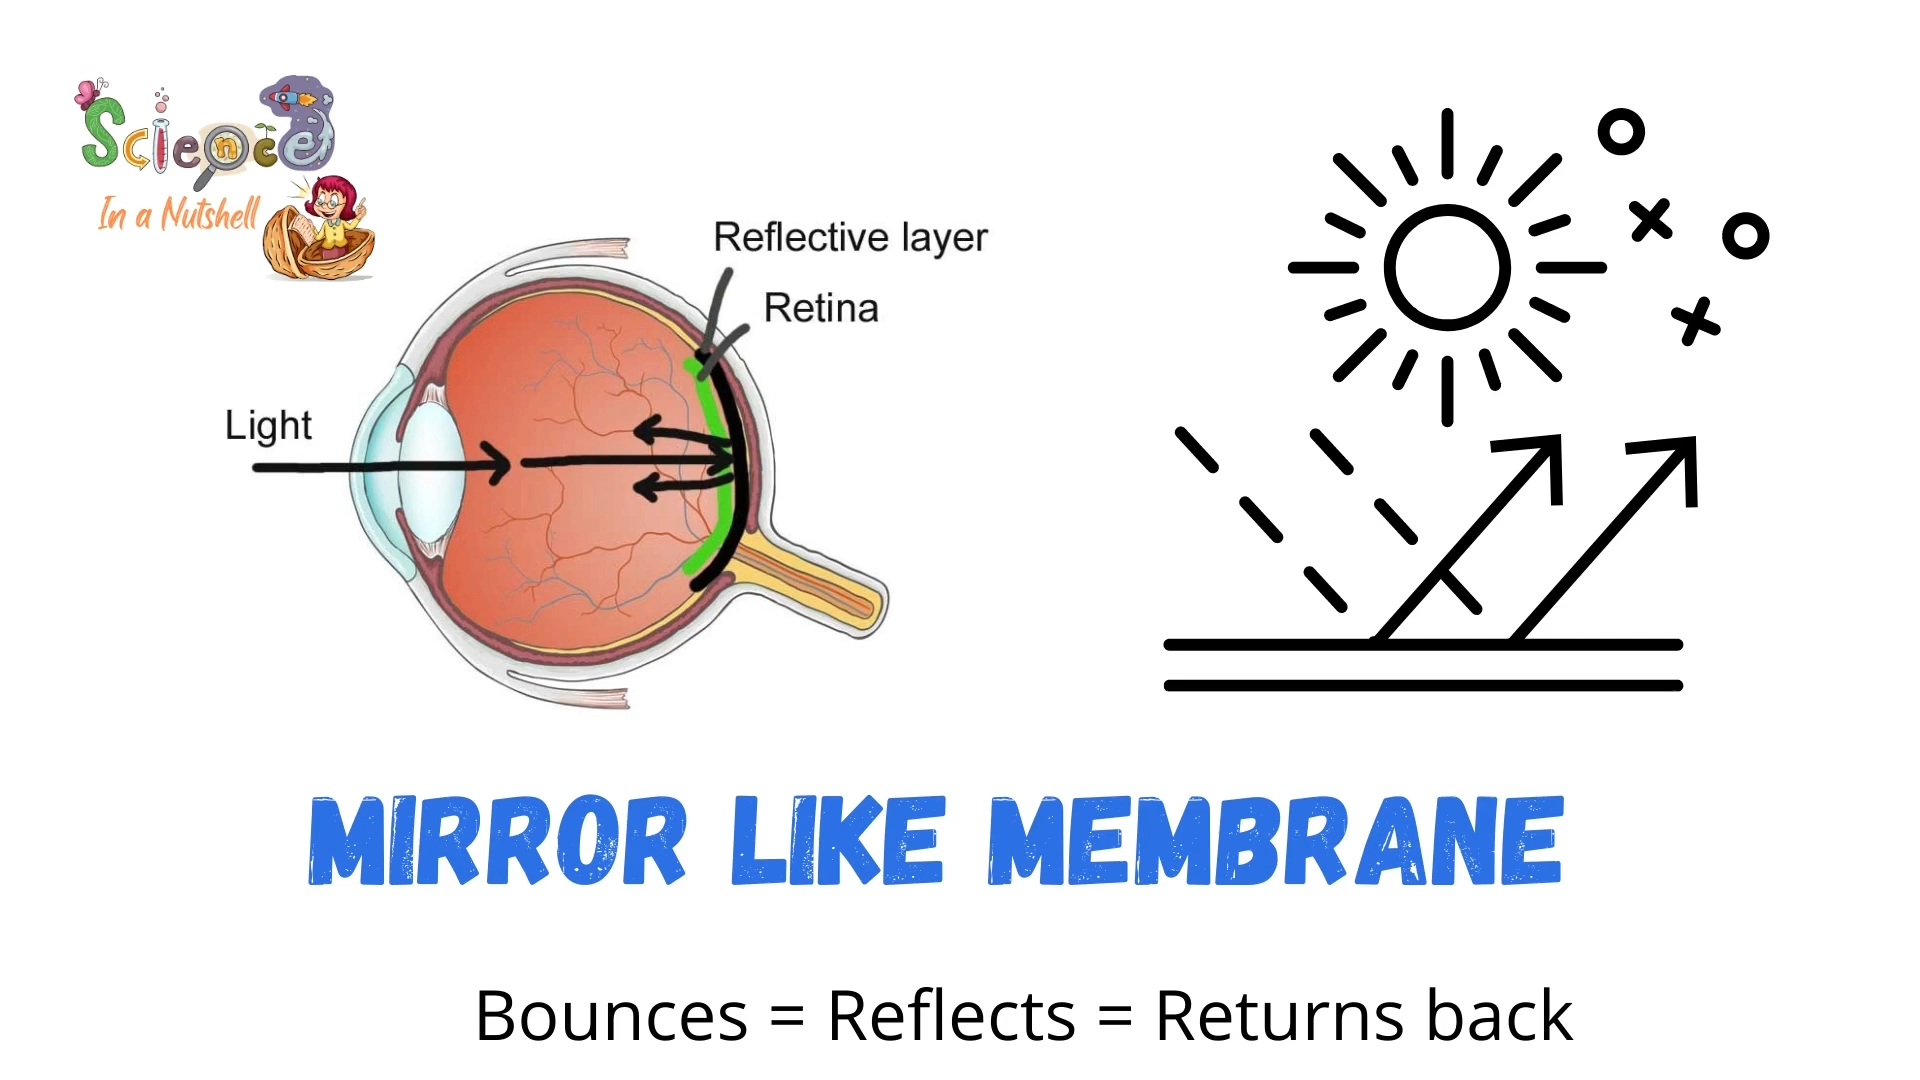 Science
In a Nutshell
Reflective layer
Retina
Light
MIRROR LIKE MEMBRANE
Bounces = Reflects = Returns back